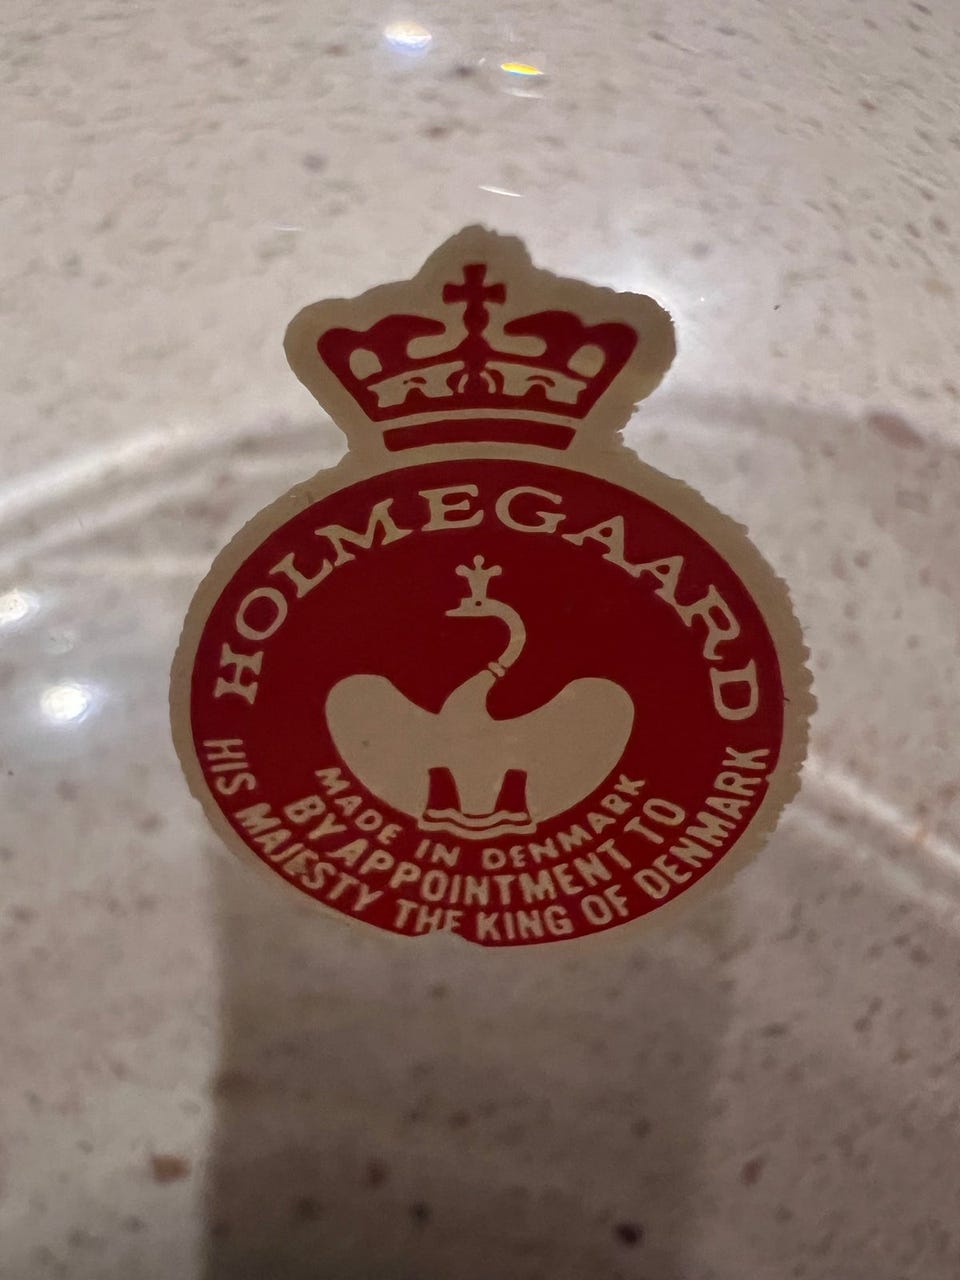 HOLMEGAARD
MADE IN DENMARK
BY APPOINTMENT TO
HIS MAJESTY THE KING OF DENMARK